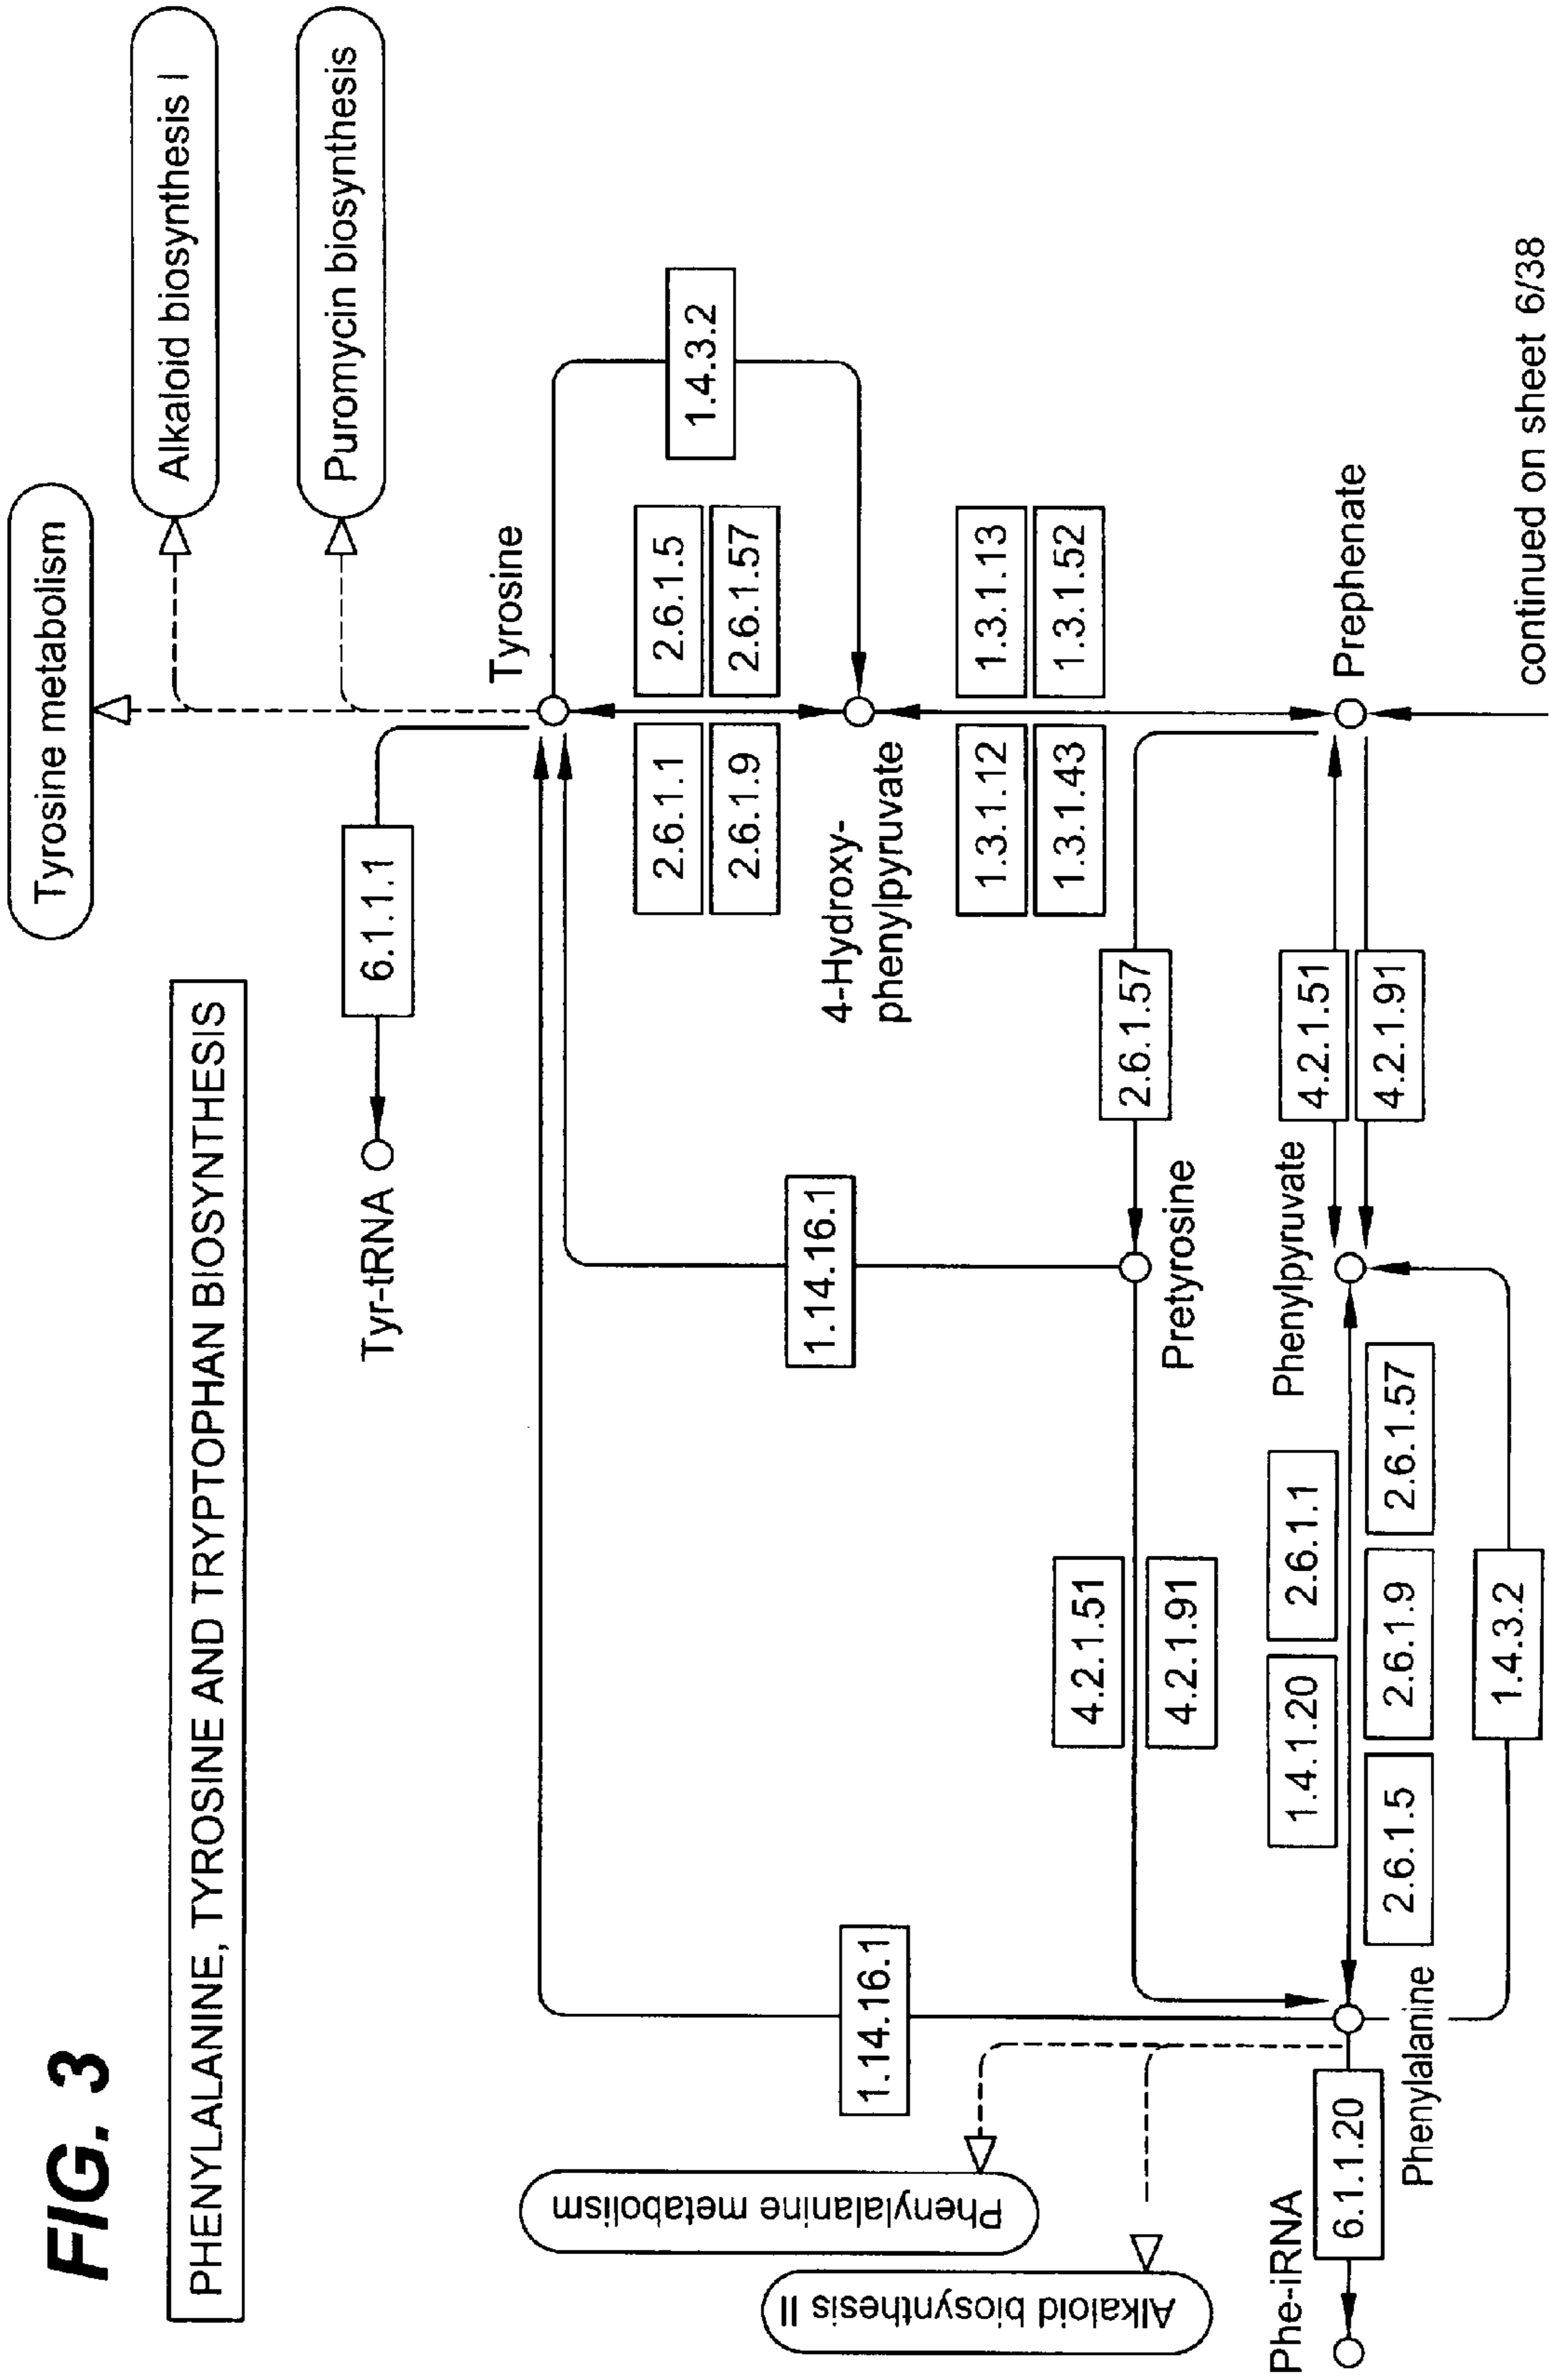 FIG. 3
PHENYLALANINE, TYROSINE AND TRYPTOPHAN BIOSYNTHESIS
Tyrosine metabolism
Alkaloid biosynthesis I
Puromycin biosynthesis
6.1.1.1
Tyr-tRNA
Tyrosine
1.4.3.2
2.6.1.1
2.6.1.5
2.6.1.9
2.6.1.57
1.14.16.1
1.14.16.1
4-Hydroxy-
phenylpyruvate
1.3.1.12
1.3.1.13
1.3.1.43
1.3.1.52
Phenylalanine metabolism
Alkaloid biosynthesis II
4.2.1.51
4.2.1.91
2.6.1.57
Pretyrosine
Phe-iRNA
6.1.1.20
Phenylalanine
1.4.1.20
2.6.1.1
2.6.1.5
2.6.1.9
2.6.1.57
1.4.3.2
Phenylpyruvate
4.2.1.51
4.2.1.91
Prephenate
continued on sheet 6/38